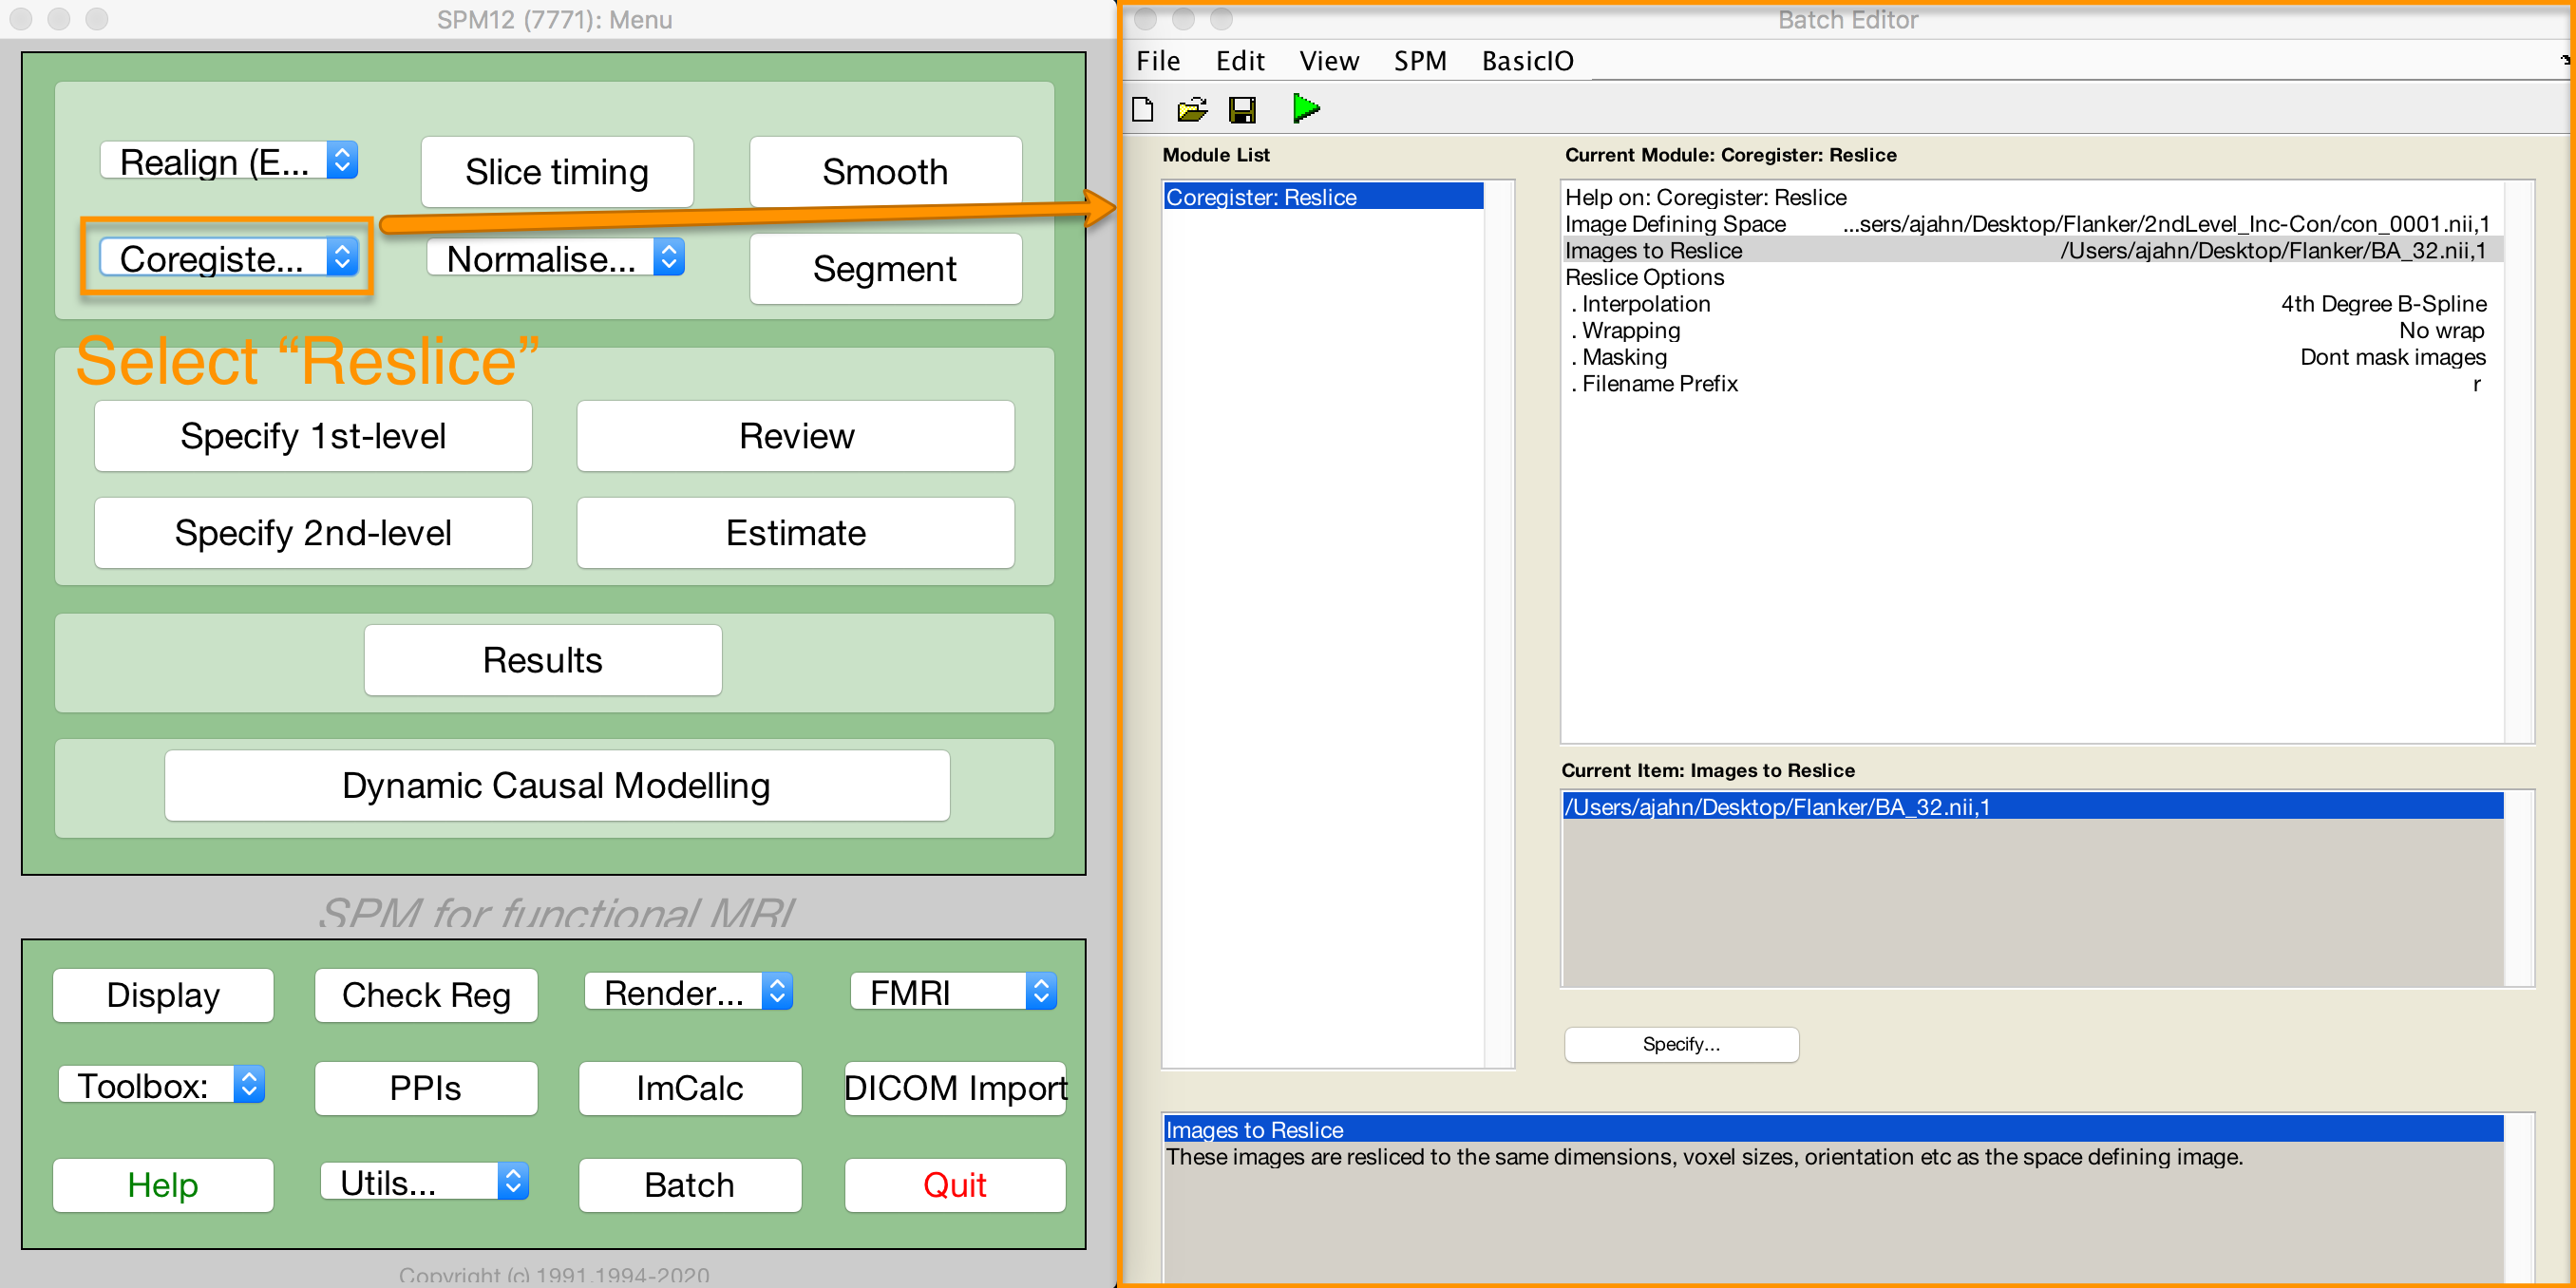 SPM12 (7771): Menu
Realign (E...
Slice timing
Smooth
Coregiste...
Normalise...
Segment
Select “Reslice”
Specify 1st-level
Review
Specify 2nd-level
Estimate
Results
Dynamic Causal Modelling
SPM for functional MRI
Display
Check Reg
Render...
FMRI
Toolbox:
PPIs
ImCalc
DICOM Import
Help
Utils...
Batch
Quit
Copyright (c) 1991,1994-2020
Batch Editor
File Edit View SPM BasicIO
Module List
Coregister: Reslice
Current Module: Coregister: Reslice
Help on: Coregister: Reslice
Image Defining Space ...sers/ajahn/Desktop/Flanker/2ndLevel_Inc-Con/con_0001.nii,1
Images to Reslice /Users/ajahn/Desktop/Flanker/BA_32.nii,1
Reslice Options
. Interpolation 4th Degree B-Spline
. Wrapping No wrap
. Masking Dont mask images
. Filename Prefix r
Current Item: Images to Reslice
/Users/ajahn/Desktop/Flanker/BA_32.nii,1
Specify...
Images to Reslice
These images are resliced to the same dimensions, voxel sizes, orientation etc as the space defining image.